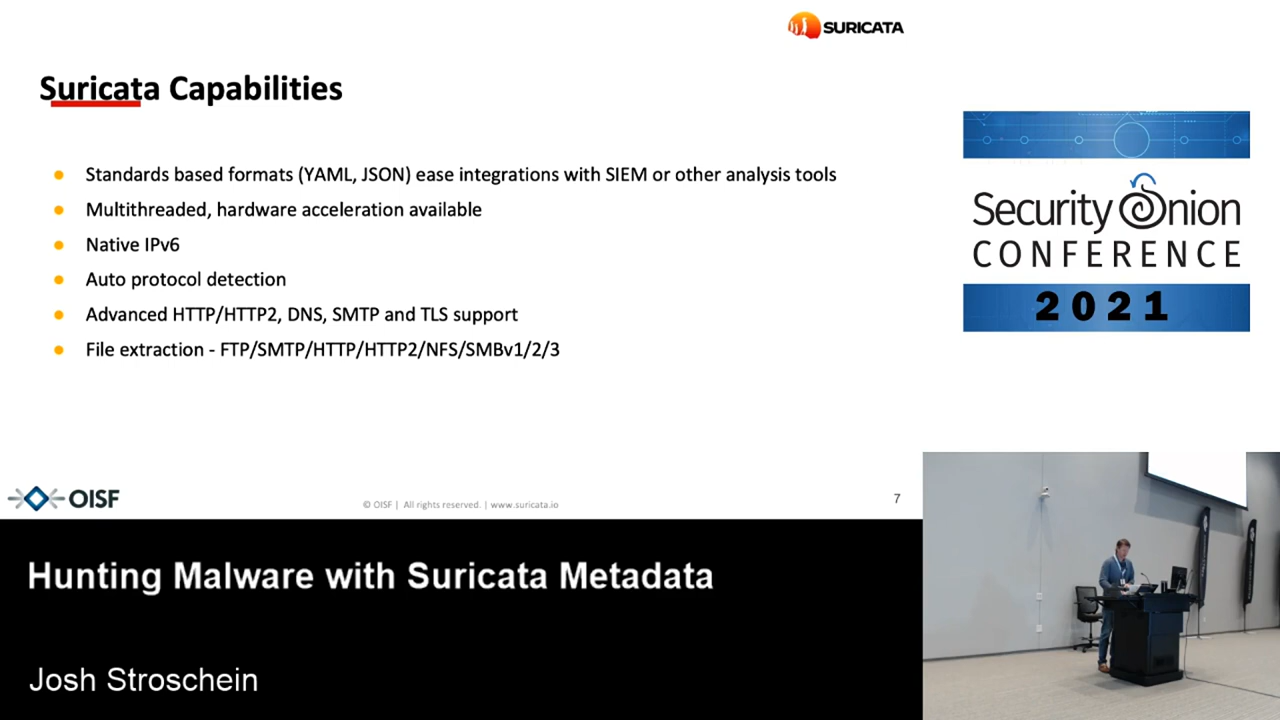 SURICATA
Suricata Capabilities
Standards based formats (YAML, JSON) ease integrations with SIEM or other analysis tools
Multithreaded, hardware acceleration available
Native IPv6
Auto protocol detection
Advanced HTTP/HTTP2, DNS, SMTP and TLS support
File extraction - FTP/SMTP/HTTP/HTTP2/NFS/SMBv1/2/3
OISF
© OISF | All rights reserved. | www.suricata.io
7
Security Onion
CONFERENCE
2021
Hunting Malware with Suricata Metadata
Josh Stroschein